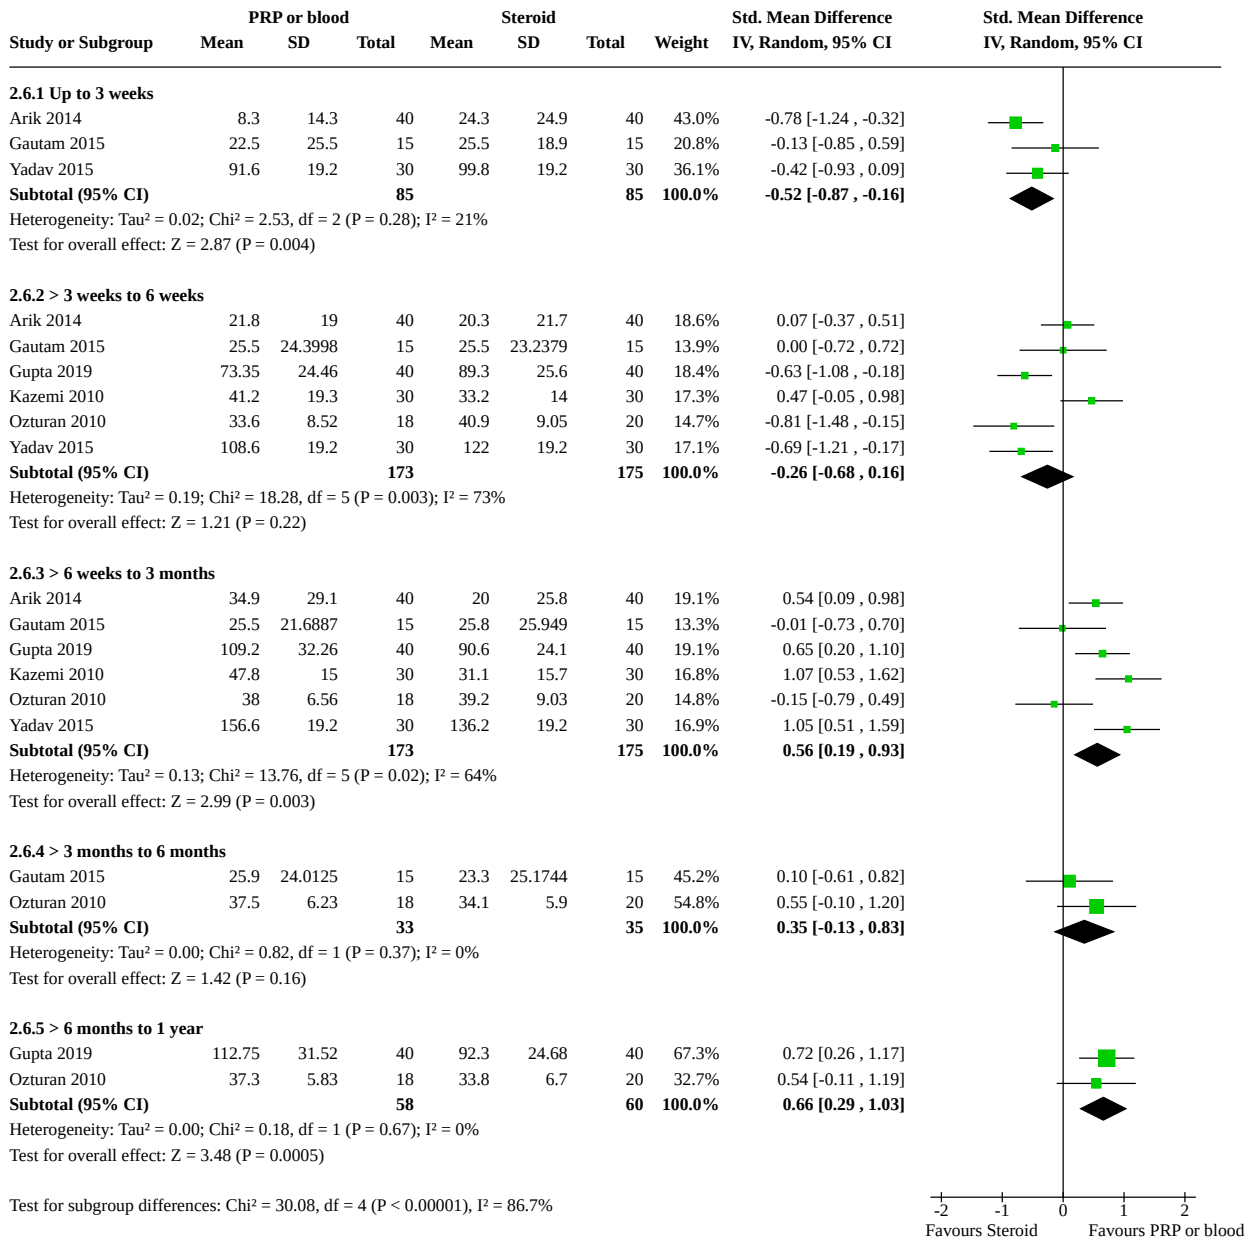 PRP or blood Steroid Std. Mean Difference Std. Mean Difference
Study or Subgroup Mean SD Total Mean SD Total Weight IV, Random, 95% CI IV, Random, 95% CI
2.6.1 Up to 3 weeks
Arik 2014 8.3 14.3 40 24.3 24.9 40 43.0% -0.78 [-1.24 , -0.32]
Gautam 2015 22.5 25.5 15 25.5 18.9 15 20.8% -0.13 [-0.85 , 0.59]
Yadav 2015 91.6 19.2 30 99.8 19.2 30 36.1% -0.42 [-0.93 , 0.09]
Subtotal (95% CI) 85 85 100.0% -0.52 [-0.87 , -0.16]
Heterogeneity: Tau² = 0.02; Chi² = 2.53, df = 2 (P = 0.28); I² = 21%
Test for overall effect: Z = 2.87 (P = 0.004)
2.6.2 > 3 weeks to 6 weeks
Arik 2014 21.8 19 40 20.3 21.7 40 18.6% 0.07 [-0.37 , 0.51]
Gautam 2015 25.5 24.3998 15 25.5 23.2379 15 13.9% 0.00 [-0.72 , 0.72]
Gupta 2019 73.35 24.46 40 89.3 25.6 40 18.4% -0.63 [-1.08 , -0.18]
Kazemi 2010 41.2 19.3 30 33.2 14 30 17.3% 0.47 [-0.05 , 0.98]
Ozturan 2010 33.6 8.52 18 40.9 9.05 20 14.7% -0.81 [-1.48 , -0.15]
Yadav 2015 108.6 19.2 30 122 19.2 30 17.1% -0.69 [-1.21 , -0.17]
Subtotal (95% CI) 173 175 100.0% -0.26 [-0.68 , 0.16]
Heterogeneity: Tau² = 0.19; Chi² = 18.28, df = 5 (P = 0.003); I² = 73%
Test for overall effect: Z = 1.21 (P = 0.22)
2.6.3 > 6 weeks to 3 months
Arik 2014 34.9 29.1 40 20 25.8 40 19.1% 0.54 [0.09 , 0.98]
Gautam 2015 25.5 21.6887 15 25.8 25.949 15 13.3% -0.01 [-0.73 , 0.70]
Gupta 2019 109.2 32.26 40 90.6 24.1 40 19.1% 0.65 [0.20 , 1.10]
Kazemi 2010 47.8 15 30 31.1 15.7 30 16.8% 1.07 [0.53 , 1.62]
Ozturan 2010 38 6.56 18 39.2 9.03 20 14.8% -0.15 [-0.79 , 0.49]
Yadav 2015 156.6 19.2 30 136.2 19.2 30 16.9% 1.05 [0.51 , 1.59]
Subtotal (95% CI) 173 175 100.0% 0.56 [0.19 , 0.93]
Heterogeneity: Tau² = 0.13; Chi² = 13.76, df = 5 (P = 0.02); I² = 64%
Test for overall effect: Z = 2.99 (P = 0.003)
2.6.4 > 3 months to 6 months
Gautam 2015 25.9 24.0125 15 23.3 25.1744 15 45.2% 0.10 [-0.61 , 0.82]
Ozturan 2010 37.5 6.23 18 34.1 5.9 20 54.8% 0.55 [-0.10 , 1.20]
Subtotal (95% CI) 33 35 100.0% 0.35 [-0.13 , 0.83]
Heterogeneity: Tau² = 0.00; Chi² = 0.82, df = 1 (P = 0.37); I² = 0%
Test for overall effect: Z = 1.42 (P = 0.16)
2.6.5 > 6 months to 1 year
Gupta 2019 112.75 31.52 40 92.3 24.68 40 67.3% 0.72 [0.26 , 1.17]
Ozturan 2010 37.3 5.83 18 33.8 6.7 20 32.7% 0.54 [-0.11 , 1.19]
Subtotal (95% CI) 58 60 100.0% 0.66 [0.29 , 1.03]
Heterogeneity: Tau² = 0.00; Chi² = 0.18, df = 1 (P = 0.67); I² = 0%
Test for overall effect: Z = 3.48 (P = 0.0005)
Test for subgroup differences: Chi² = 30.08, df = 4 (P < 0.00001), I² = 86.7%
-2 -1 0 1 2
Favours Steroid Favours PRP or blood